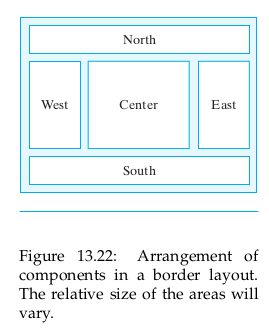 North
West Center East
South
Figure 13.22: Arrangement of
components in a border layout.
The relative size of the areas will
vary.